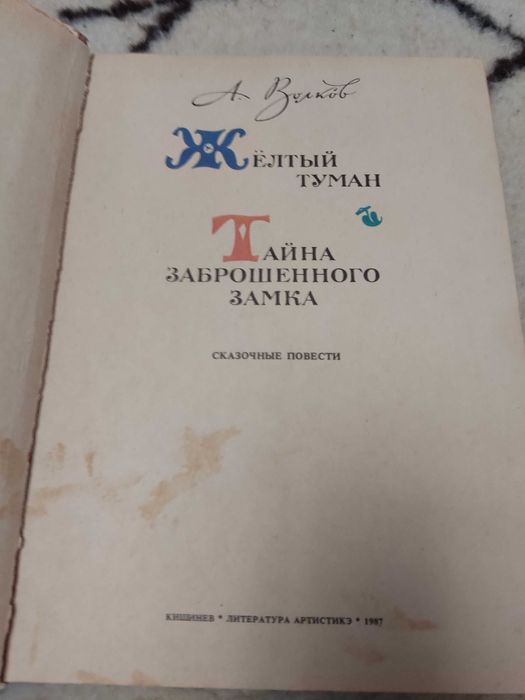 А. Волков
ЖЁЛТЫЙ
ТУМАН
ТАЙНА
ЗАБРОШЕННОГО
ЗАМКА
СКАЗОЧНЫЕ ПОВЕСТИ
КИШИНЕВ * ЛИТЕРАТУРА АРТИСТИКЭ * 1987